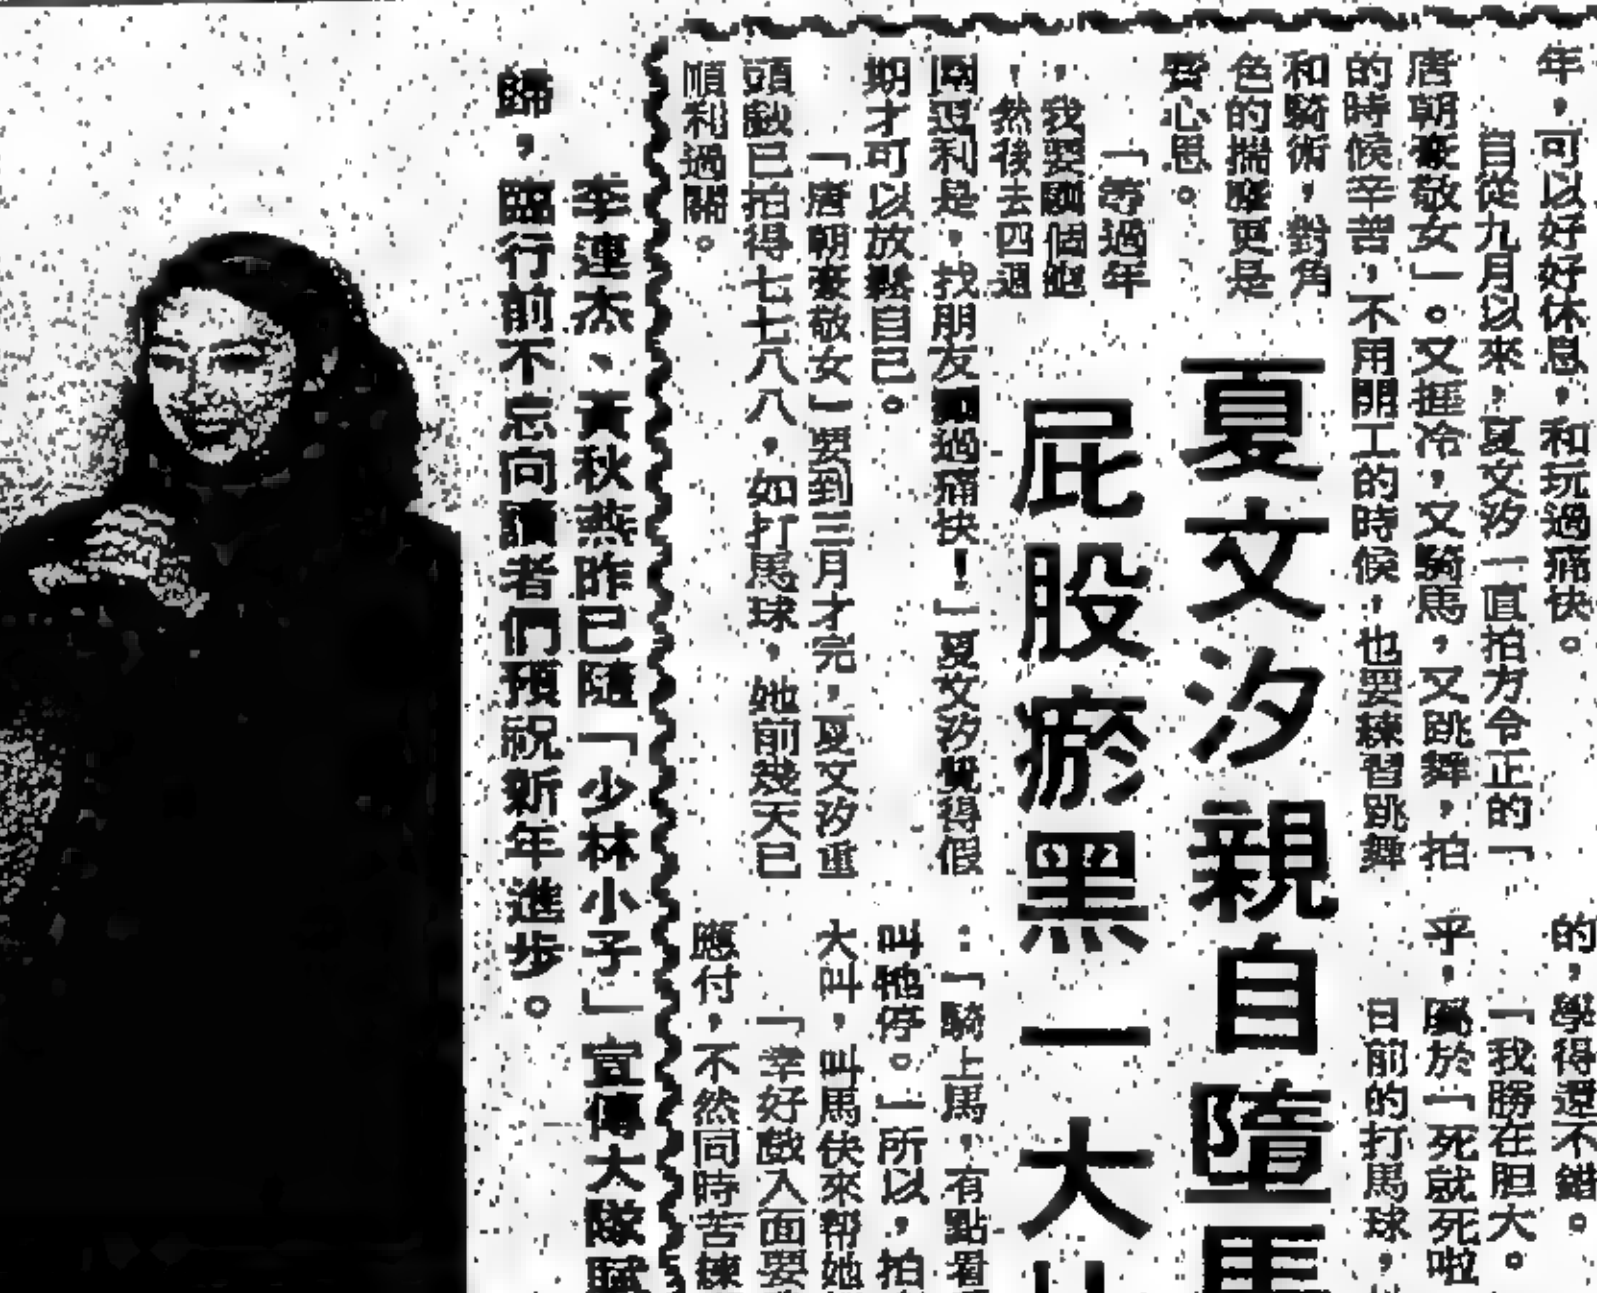 年，可以好好休息，和玩過痛快。
自從九月以來，夏文汐一直拍方令正的「
唐朝豪放女」。又捱冷，又騎馬，又跳舞，拍
的時候辛苦，不用開工的時候，也要練習跳舞
和騎術，對角
色的揣摩更是
費心思。
「等過年
，我要關個
，然後去四週
圍逗利是，找朋友 過痛快！」夏文汐覺得假
期才可以放鬆自己。
「唐朝豪放女」要到三月才完，夏文汐重
頭戲已拍得七七八八，如打馬球，她前幾天已
順利過關。
夏文汐親自墮馬
屁股瘀黑一大
的，學得還不錯。
「我勝在胆大。
乎，屬於「死就死啦
日前的打馬球，
：「騎上馬，有點看
叫牠停。」所以，拍
大叫，叫馬伕來幫她
「幸好戲入面要
應付，不然同時苦練
李連杰、黃秋燕昨已隨「少林小子」宣傳大隊賦
歸，臨行前不忘向讀者們預祝新年進步。